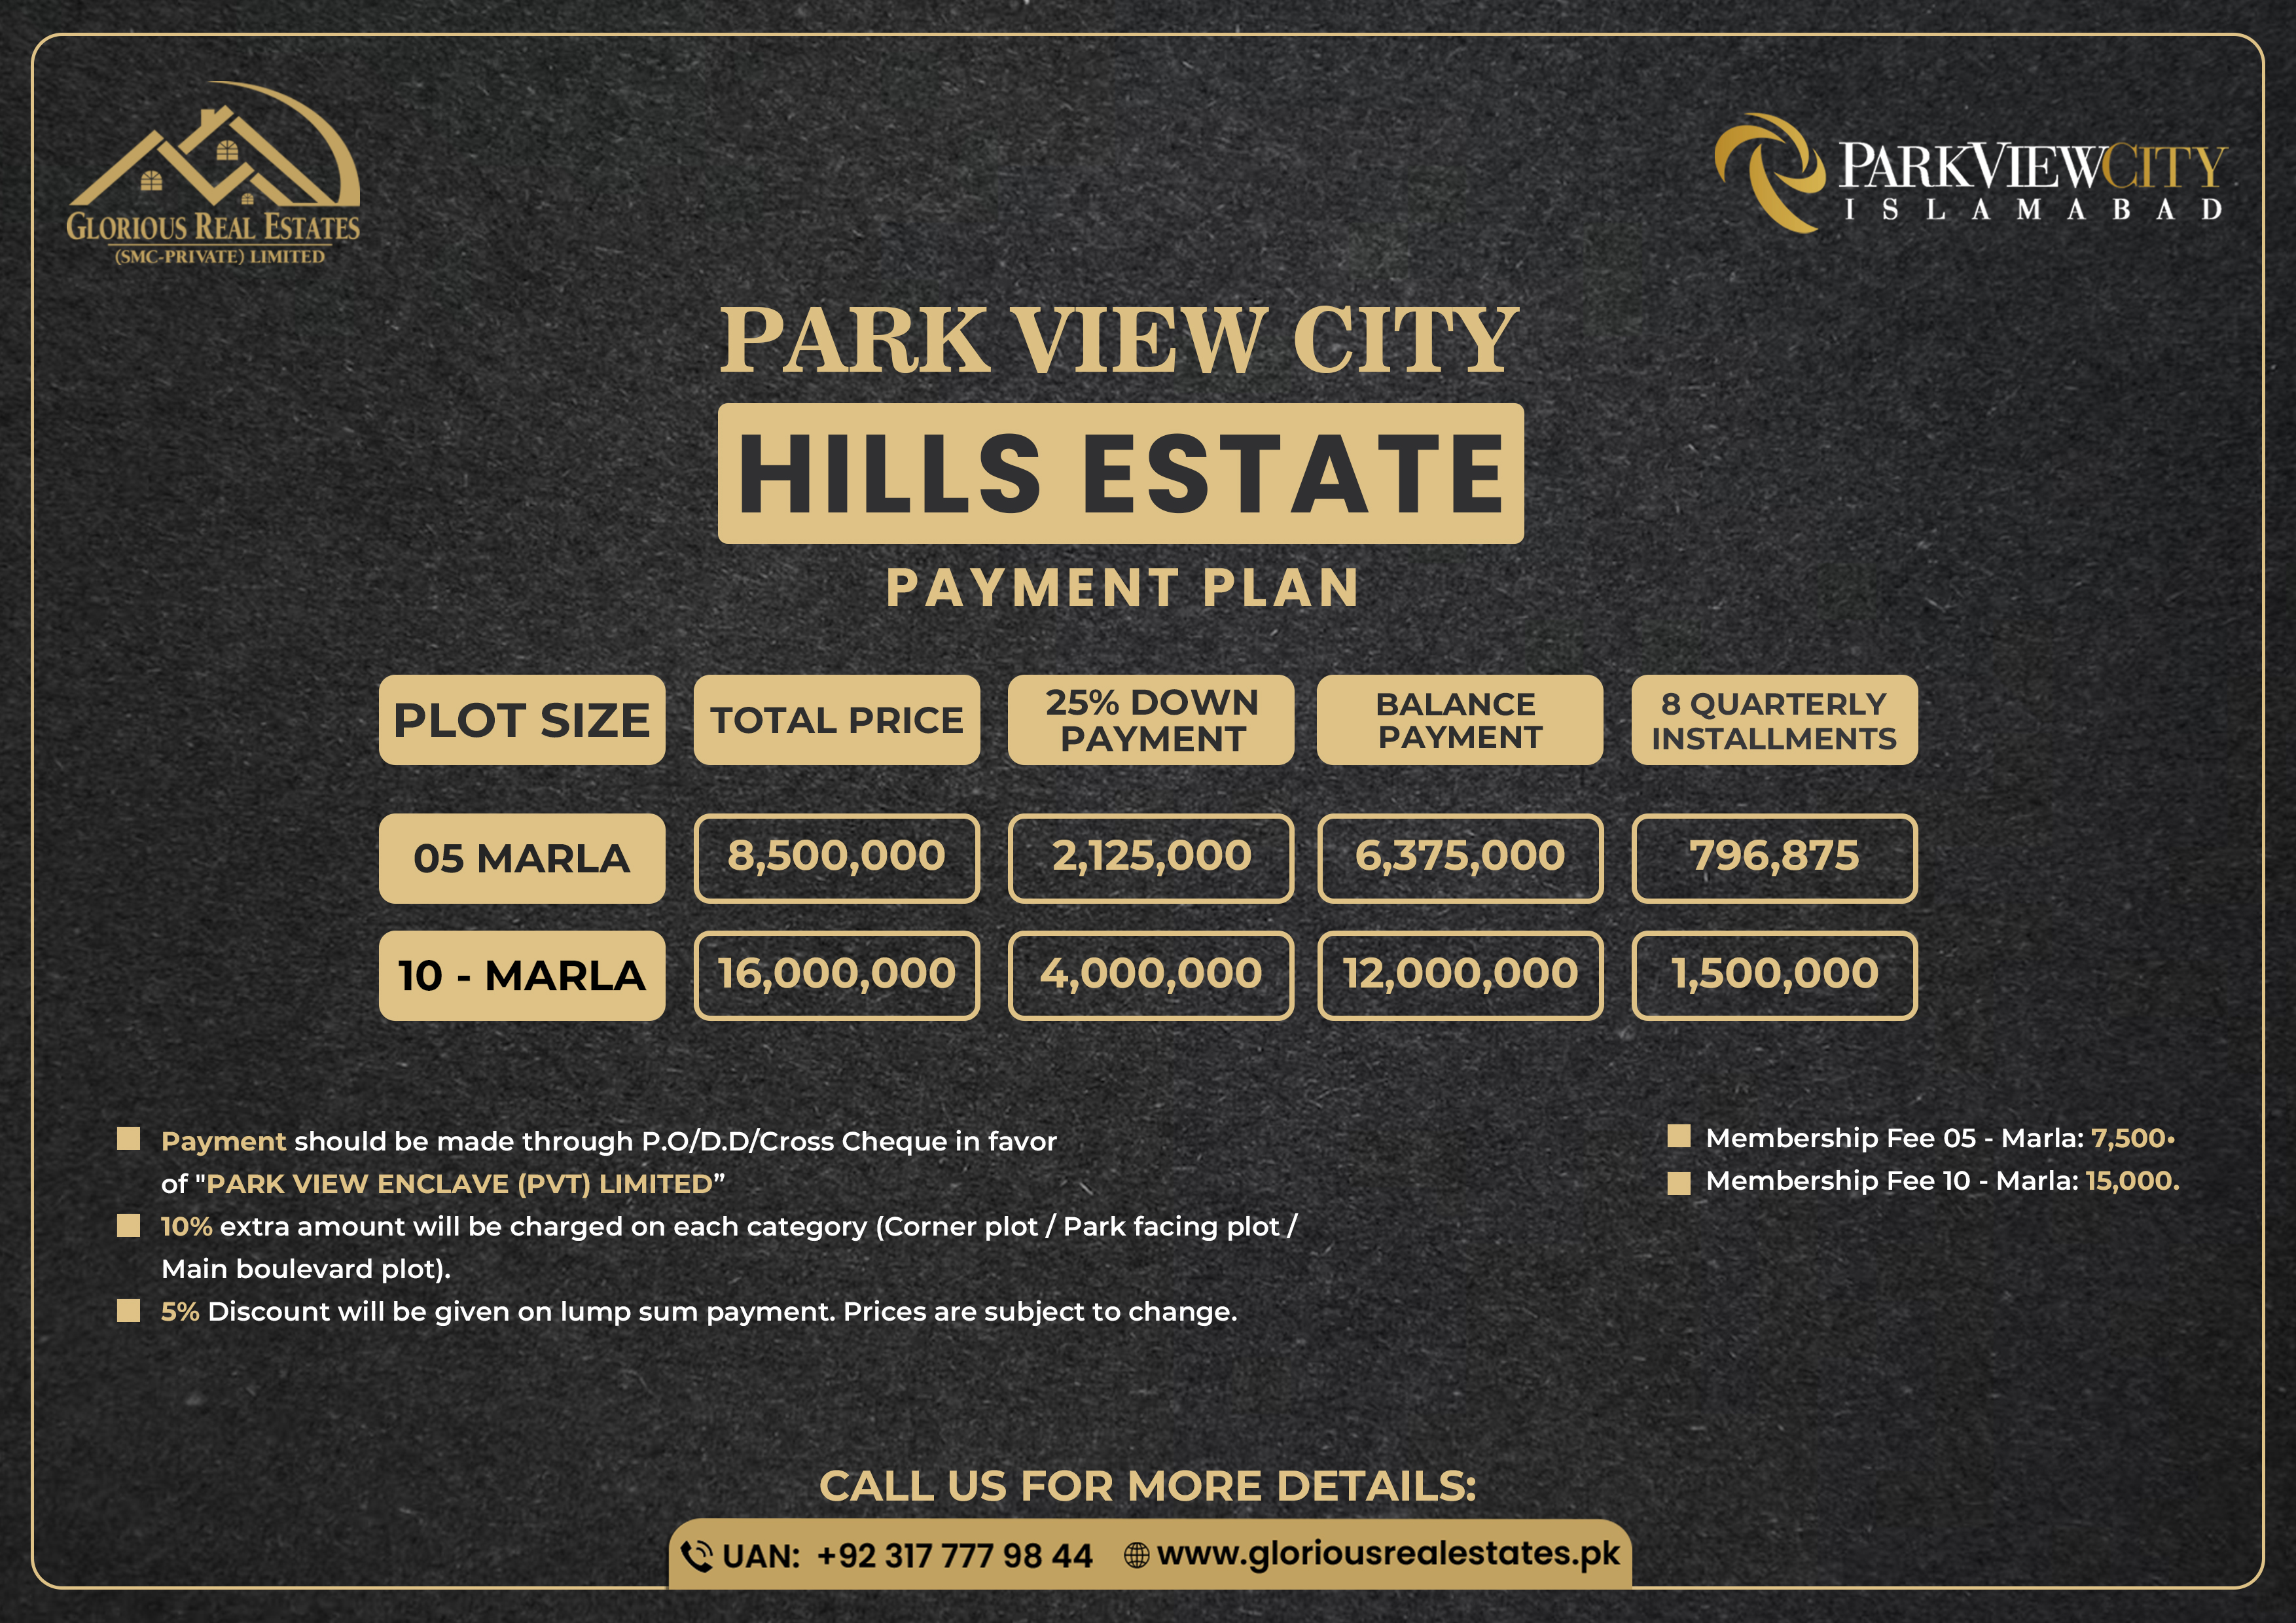 GLORIOUS REAL ESTATES
(SMC-PRIVATE) LIMITED
PARKVIEWCITY
ISLAMABAD
PARK VIEW CITY
HILLS ESTATE
PAYMENT PLAN
PLOT SIZE
TOTAL PRICE
25% DOWN
PAYMENT
BALANCE
PAYMENT
8 QUARTERLY
INSTALLMENTS
05 MARLA
8,500,000
2,125,000
6,375,000
796,875
10 - MARLA
16,000,000
4,000,000
12,000,000
1,500,000
Payment should be made through P.O/D.D/Cross Cheque in favor
of "PARK VIEW ENCLAVE (PVT) LIMITED”
10% extra amount will be charged on each category (Corner plot / Park facing plot /
Main boulevard plot).
5% Discount will be given on lump sum payment. Prices are subject to change.
Membership Fee 05 - Marla: 7,500•
Membership Fee 10 - Marla: 15,000.
CALL US FOR MORE DETAILS:
UAN: +92 317 777 98 44
www.gloriousrealestates.pk